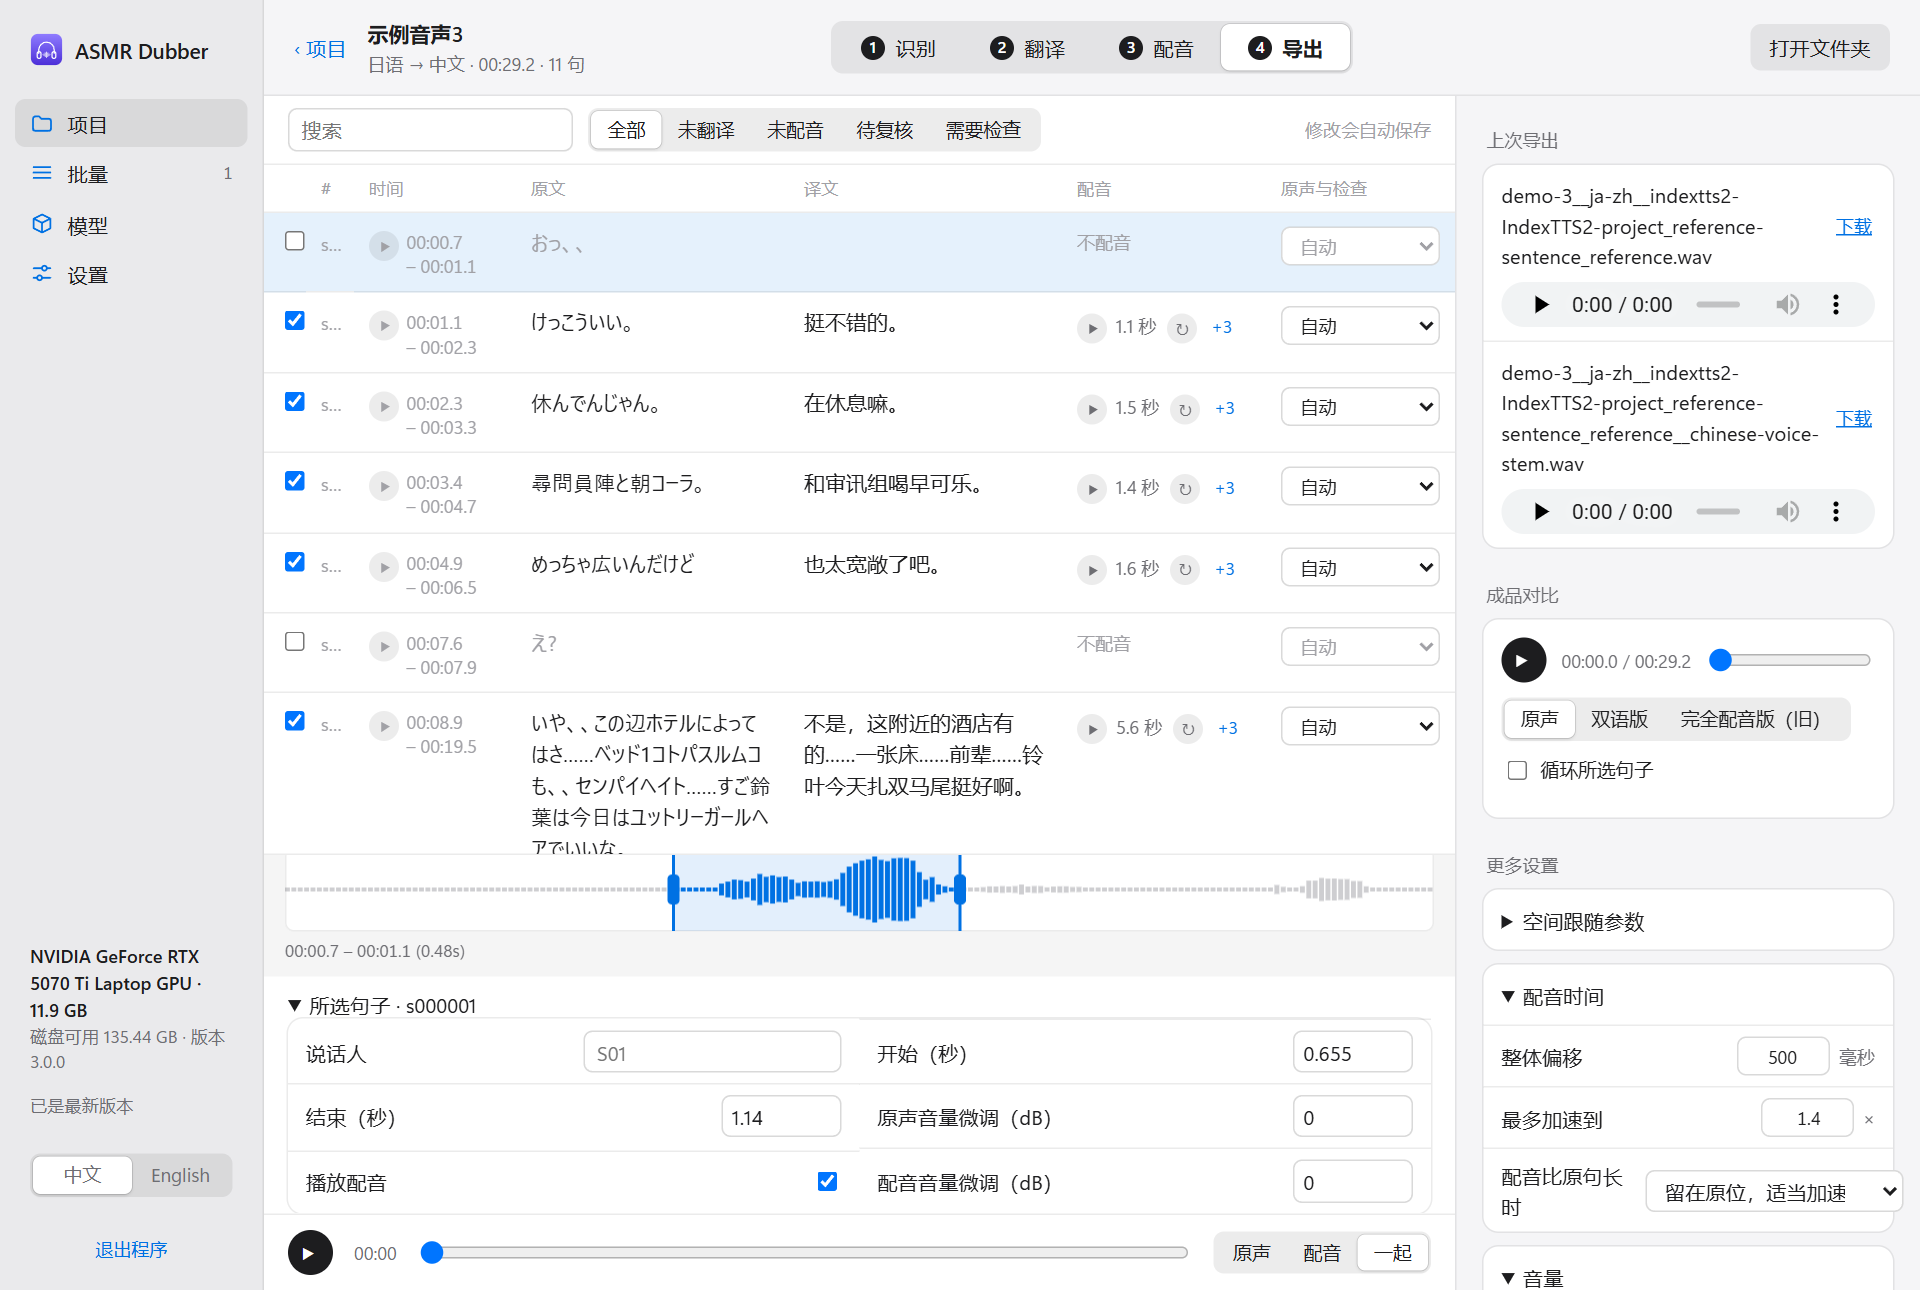 ASMR Dubber
项目
批量 1
模型
设置
NVIDIA GeForce RTX
5070 Ti Laptop GPU ·
11.9 GB
磁盘可用 135.44 GB · 版本
3.0.0
已是最新版本
中文 English
退出程序
‹ 项目
示例音声3
日语 → 中文 · 00:29.2 · 11 句
1 识别 2 翻译 3 配音 4 导出
打开文件夹
搜索
全部 未翻译 未配音 待复核 需要检查
修改会自动保存
# 时间 原文 译文 配音 原声与检查
s... 00:00.7 おっ、、 不配音 自动
– 00:01.1
s... 00:01.1 けっこういい。 挺不错的。 1.1 秒 ↻ +3 自动
– 00:02.3
s... 00:02.3 休んでんじゃん。 在休息嘛。 1.5 秒 ↻ +3 自动
– 00:03.3
s... 00:03.4 尋問員陣と朝コーラ。 和审讯组喝早可乐。 1.4 秒 ↻ +3 自动
– 00:04.7
s... 00:04.9 めっちゃ広いんだけど 也太宽敞了吧。 1.6 秒 ↻ +3 自动
– 00:06.5
s... 00:07.6 え? 不配音 自动
– 00:07.9
s... 00:08.9 いや、、この辺ホテルによって 不是，这附近的酒店有 5.6 秒 ↻ +3 自动
– 00:19.5 はさ……ベッド1コトパスルムコ 的……一张床……前辈……铃
も、、センパイヘイト……すご鈴 叶今天扎双马尾挺好啊。
葉は今日はユットリーガールヘ
アでいいな。
00:00.7 – 00:01.1 (0.48s)
▼ 所选句子 · s000001
说话人 S01 开始（秒） 0.655
结束（秒） 1.14 原声音量微调（dB） 0
播放配音 配音音量微调（dB） 0
00:00 原声 配音 一起
上次导出
demo-3__ja-zh__indextts2-
IndexTTS2-project_reference-
sentence_reference.wav
下载
0:00 / 0:00
demo-3__ja-zh__indextts2-
IndexTTS2-project_reference-
sentence_reference__chinese-voice-
stem.wav
下载
0:00 / 0:00
成品对比
00:00.0 / 00:29.2
原声 双语版 完全配音版（旧）
循环所选句子
更多设置
▶ 空间跟随参数
▼ 配音时间
整体偏移 500 毫秒
最多加速到 1.4 ×
配音比原句长
时
留在原位，适当加速
▼ 音量